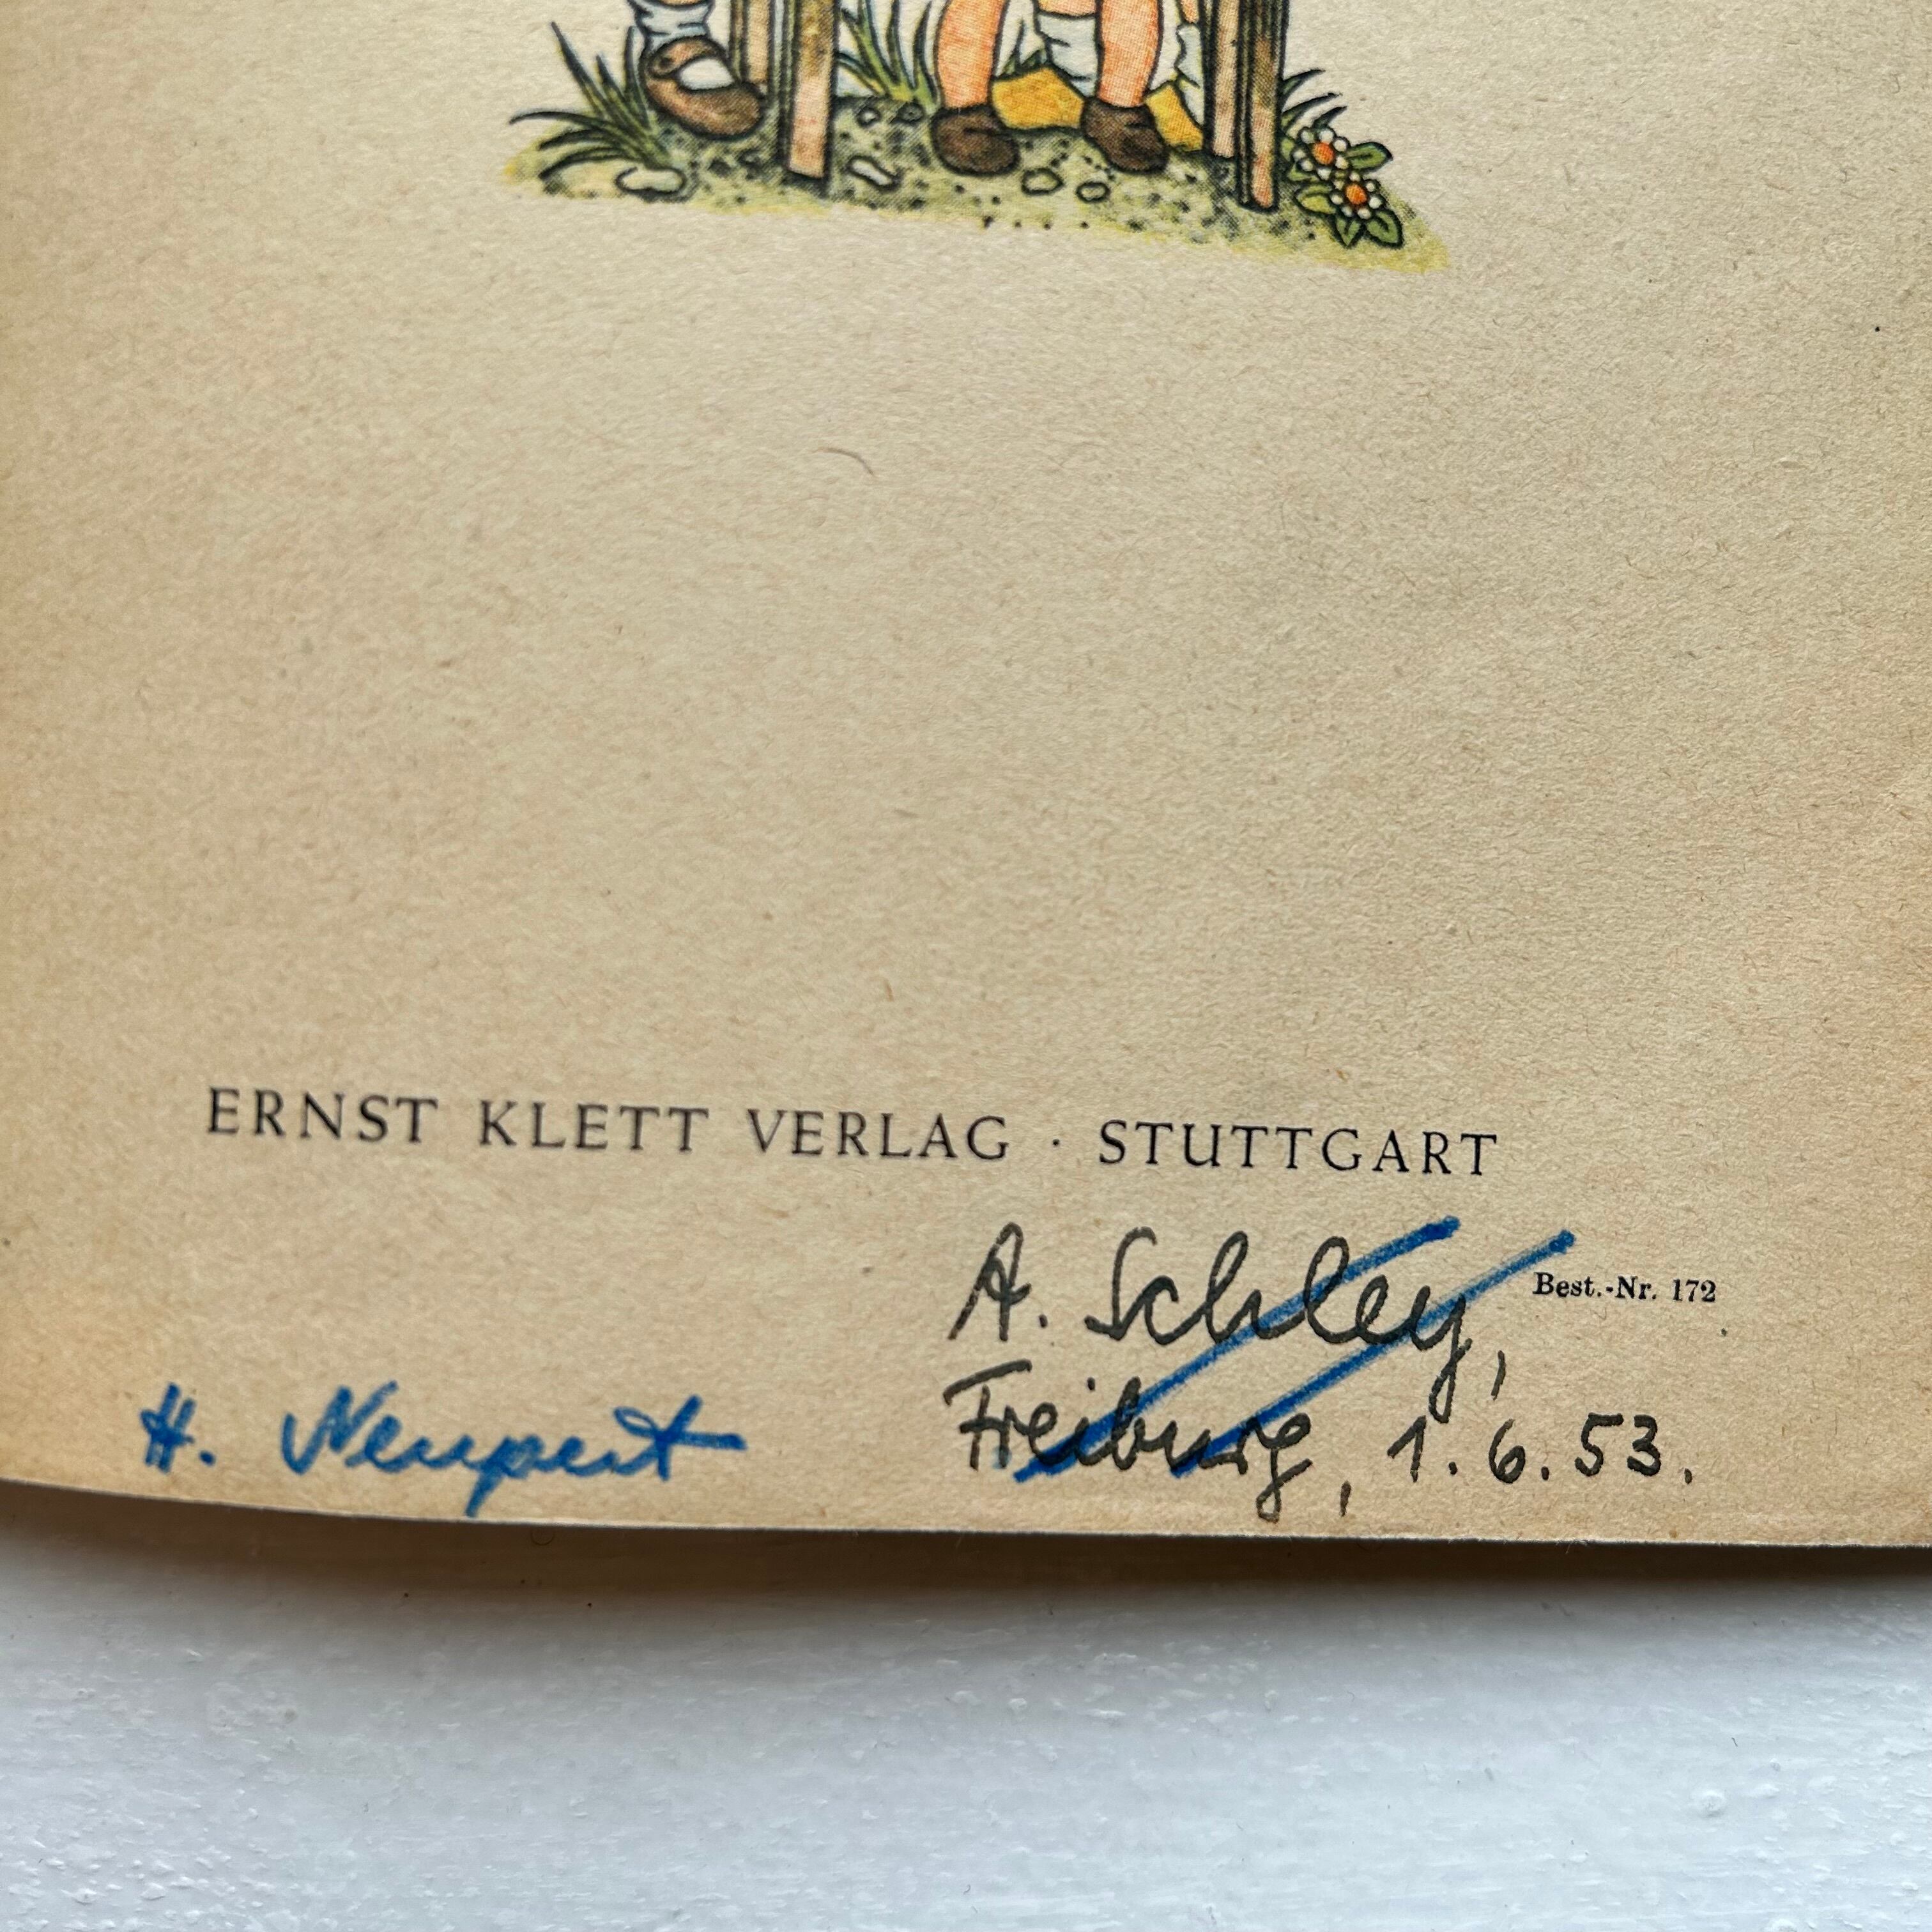 ERNST KLETT VERLAG · STUTTGART
A. Schley,
Best.-Nr. 172
H. Neupert
Freiburg, 1.6.53.